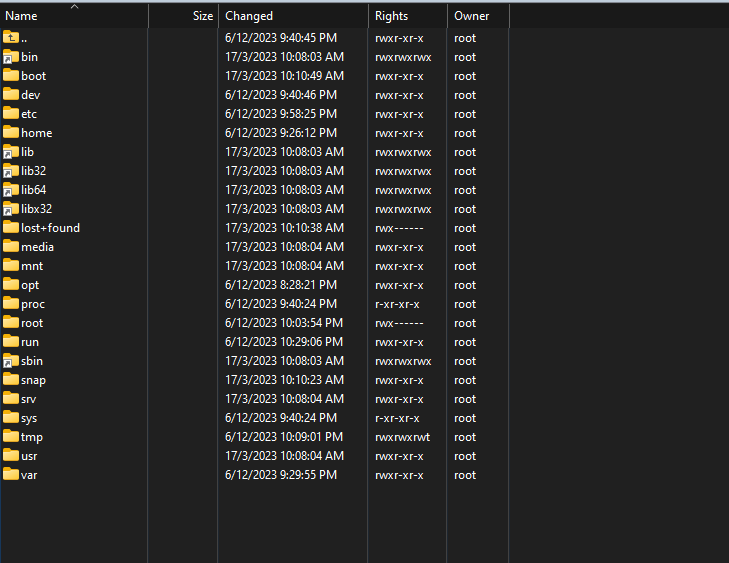 Name Size Changed Rights Owner
.. 6/12/2023 9:40:45 PM rwxr-xr-x root
bin 17/3/2023 10:08:03 AM rwxrwxrwx root
boot 17/3/2023 10:10:49 AM rwxr-xr-x root
dev 6/12/2023 9:40:46 PM rwxr-xr-x root
etc 6/12/2023 9:58:25 PM rwxr-xr-x root
home 6/12/2023 9:26:12 PM rwxr-xr-x root
lib 17/3/2023 10:08:03 AM rwxrwxrwx root
lib32 17/3/2023 10:08:03 AM rwxrwxrwx root
lib64 17/3/2023 10:08:03 AM rwxrwxrwx root
libx32 17/3/2023 10:08:03 AM rwxrwxrwx root
lost+found 17/3/2023 10:10:38 AM rwx------ root
media 17/3/2023 10:08:04 AM rwxr-xr-x root
mnt 17/3/2023 10:08:04 AM rwxr-xr-x root
opt 6/12/2023 8:28:21 PM rwxr-xr-x root
proc 6/12/2023 9:40:24 PM r-xr-xr-x root
root 6/12/2023 10:03:54 PM rwx------ root
run 6/12/2023 10:29:06 PM rwxr-xr-x root
sbin 17/3/2023 10:08:03 AM rwxrwxrwx root
snap 17/3/2023 10:10:23 AM rwxr-xr-x root
srv 17/3/2023 10:08:04 AM rwxr-xr-x root
sys 6/12/2023 9:40:24 PM r-xr-xr-x root
tmp 6/12/2023 10:09:01 PM rwxrwxrwt root
usr 17/3/2023 10:08:04 AM rwxr-xr-x root
var 6/12/2023 9:29:55 PM rwxr-xr-x root